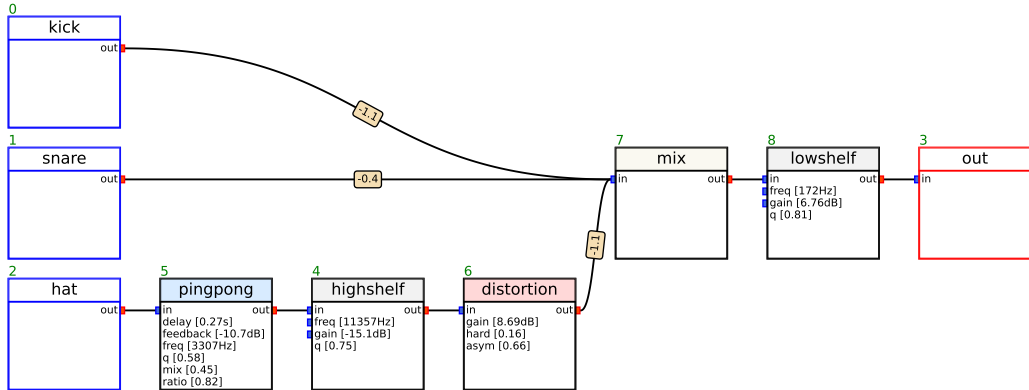 0
kick
out
-1.1
1
snare
out
-0.4
7
mix
in out
8
lowshelf
in out
freq [172Hz]
gain [6.76dB]
q [0.81]
3
out
in
-1.1
2
hat
out
5
pingpong
in out
delay [0.27s]
feedback [-10.7dB]
freq [3307Hz]
q [0.58]
mix [0.45]
ratio [0.82]
4
highshelf
in out
freq [11357Hz]
gain [-15.1dB]
q [0.75]
6
distortion
in out
gain [8.69dB]
hard [0.16]
asym [0.66]